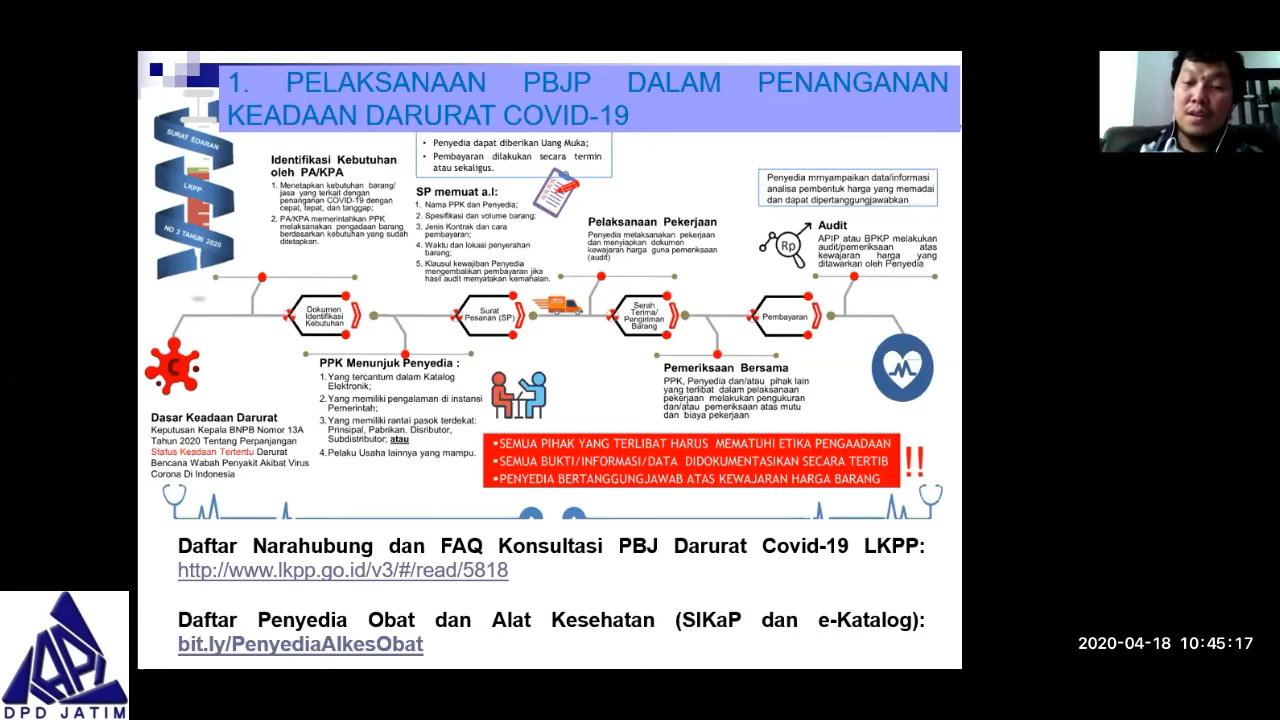 1. PELAKSANAAN PBJP DALAM PENANGANAN
KEADAAN DARURAT COVID-19
SURAT EDARAN
LKPP
NO 3 TAHUN 2020
Identifikasi Kebutuhan
oleh PA/KPA
1. Menetapkan kebutuhan barang/
jasa yang terkait dengan
penanganan COVID-19 dengan
cepat, tepat, dan tanggap;
2. PA/KPA memerintahkan PPK
melaksanakan pengadaan barang
berdasarkan kebutuhan yang sudah
ditetapkan.
• Penyedia dapat diberikan Uang Muka;
• Pembayaran dilakukan secara termin
atau sekaligus.
SP memuat a.l:
1. Nama PPK dan Penyedia;
2. Spesifikasi dan volume barang;
3. Jenis Kontrak dan cara
pembayaran;
4. Waktu dan lokasi penyerahan
barang;
5. Klausul kewajiban Penyedia
mengembalikan pembayaran jika
hasil audit menyatakan kemahalan.
Pelaksanaan Pekerjaan
Penyedia melaksanakan pekerjaan
dan menyiapkan dokumen
kewajaran harga guna pemeriksaan
(audit)
Penyedia mrnyampaikan data/informasi
analisa pembentuk harga yang memadai
dan dapat dipertanggungjawabkan
Rp
Audit
APIP atau BPKP melakukan
audit/pemeriksaan atas
kewajaran harga yang
ditawarkan oleh Penyedia
Dokumen
Identifikasi
Kebutuhan
Surat
Pesanan (SP)
Serah
Terima/
Pengiriman
Barang
Pembayaran
C
Dasar Keadaan Darurat
Keputusan Kepala BNPB Nomor 13A
Tahun 2020 Tentang Perpanjangan
Status Keadaan Tertentu Darurat
Bencana Wabah Penyakit Akibat Virus
Corona Di Indonesia
PPK Menunjuk Penyedia :
1. Yang tercantum dalam Katalog
Elektronik;
2. Yang memiliki pengalaman di instansi
Pemerintah;
3. Yang memiliki rantai pasok terdekat:
Prinsipal, Pabrikan. Disributor,
Subdistributor; atau
4. Pelaku Usaha lainnya yang mampu.
Pemeriksaan Bersama
PPK, Penyedia dan/atau pihak lain
yang terlibat dalam pelaksanaan
pekerjaan melakukan pengukuran
dan/atau pemeriksaan atas mutu
dan biaya pekerjaan
▪SEMUA PIHAK YANG TERLIBAT HARUS MEMATUHI ETIKA PENGAADAAN
▪SEMUA BUKTI/INFORMASI/DATA DIDOKUMENTASIKAN SECARA TERTIB
▪PENYEDIA BERTANGGUNGJAWAB ATAS KEWAJARAN HARGA BARANG
!!
Daftar Narahubung dan FAQ Konsultasi PBJ Darurat Covid-19 LKPP:
http://www.lkpp.go.id/v3/#/read/5818
Daftar Penyedia Obat dan Alat Kesehatan (SIKaP dan e-Katalog):
bit.ly/PenyediaAlkesObat
2020-04-18 10:45:17
IAPI
DPD JATIM